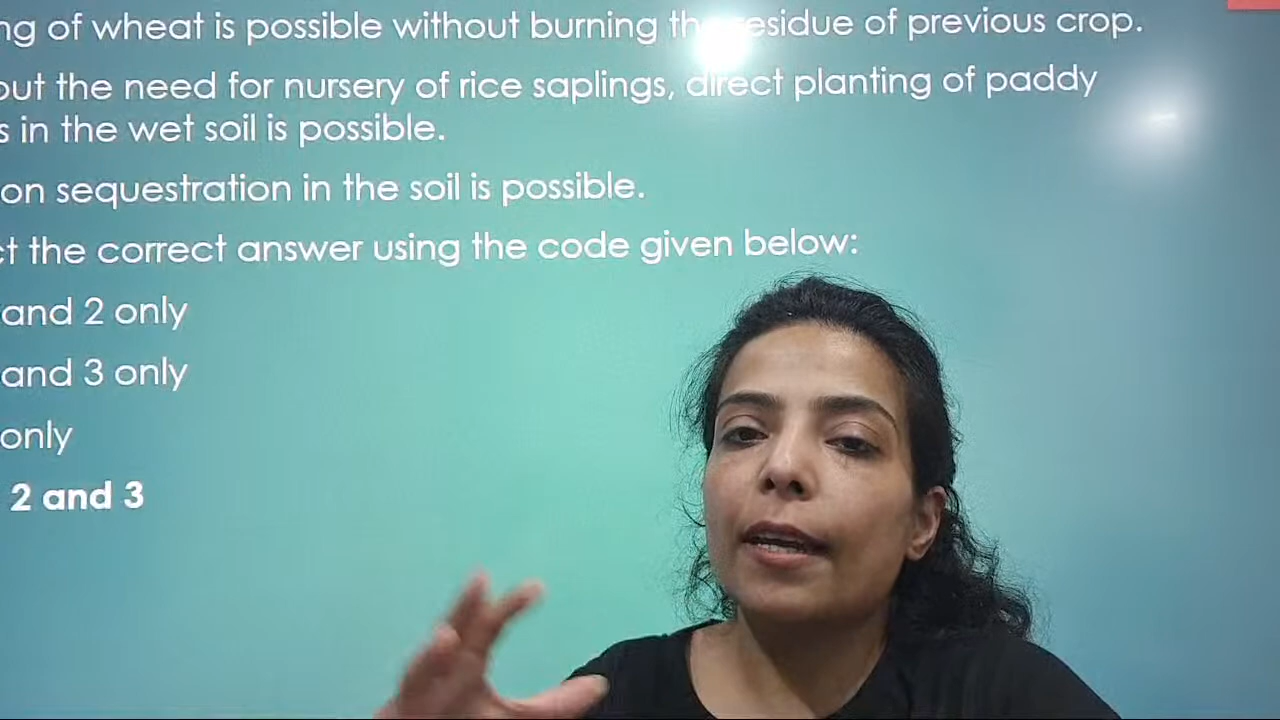 ng of wheat is possible without burning the residue of previous crop.
out the need for nursery of rice saplings, direct planting of paddy
s in the wet soil is possible.
on sequestration in the soil is possible.
ct the correct answer using the code given below:
and 2 only
and 3 only
only
2 and 3